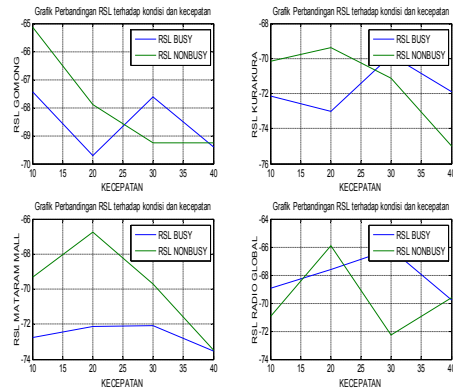 Grafik Perbandingan RSL terhadap kondisi dan kecepatan
-65
-66
-67
-68
-69
-70
10 15 20 25 30 35 40
RSL GOMONG
KECEPATAN
RSL BUSY
RSL NONBUSY
Grafik Perbandingan RSL terhadap kondisi dan kecepatan
-68
-70
-72
-74
-76
10 15 20 25 30 35 40
RSL KURAKURA
KECEPATAN
RSL BUSY
RSL NONBUSY
Grafik Perbandingan RSL terhadap kondisi dan kecepatan
-66
-68
-70
-72
-74
10 15 20 25 30 35 40
RSL MATARAM MALL
KECEPATAN
RSL BUSY
RSL NONBUSY
Grafik Perbandingan RSL terhadap kondisi dan kecepatan
-64
-66
-68
-70
-72
-74
10 15 20 25 30 35 40
RSL RADIO GLOBAL
KECEPATAN
RSL BUSY
RSL NONBUSY